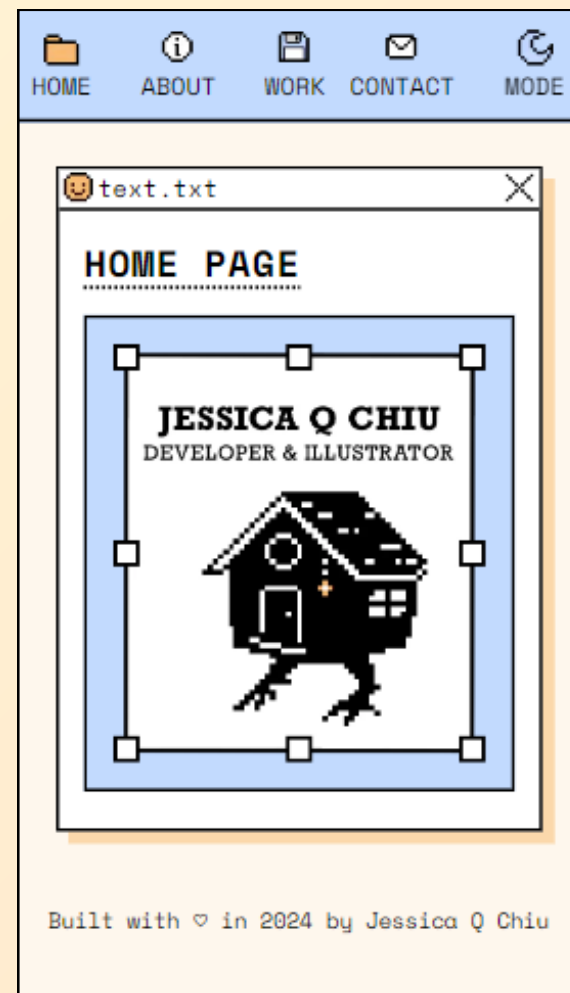 HOME ABOUT WORK CONTACT MODE
text.txt
HOME PAGE
JESSICA Q CHIU
DEVELOPER & ILLUSTRATOR
Built with ♡ in 2024 by Jessica Q Chiu